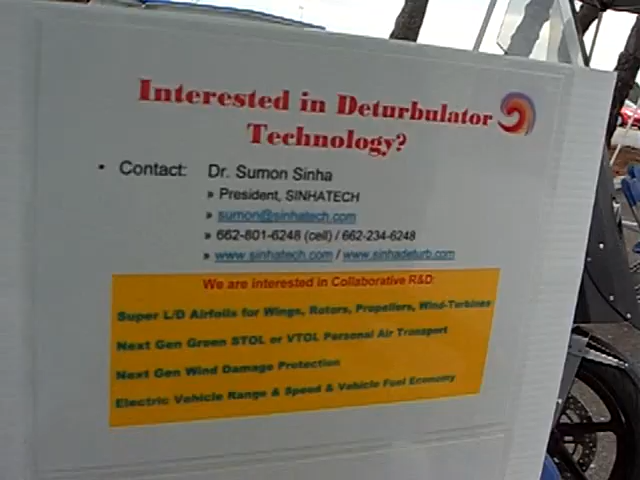 Interested in Deturbulator
Technology?
• Contact: Dr. Sumon Sinha
» President, SINHATECH
» sumon@sinhatech.com
» 662-801-6248 (cell) / 662-234-6248
» www.sinhatech.com / www.sinhadeturb.com
We are interested in Collaborative R&D:
Super L/D Airfoils for Wings, Rotors, Propellers, Wind-Turbines
Next Gen Green STOL or VTOL Personal Air Transport
Next Gen Wind Damage Protection
Electric Vehicle Range & Speed & Vehicle Fuel Economy